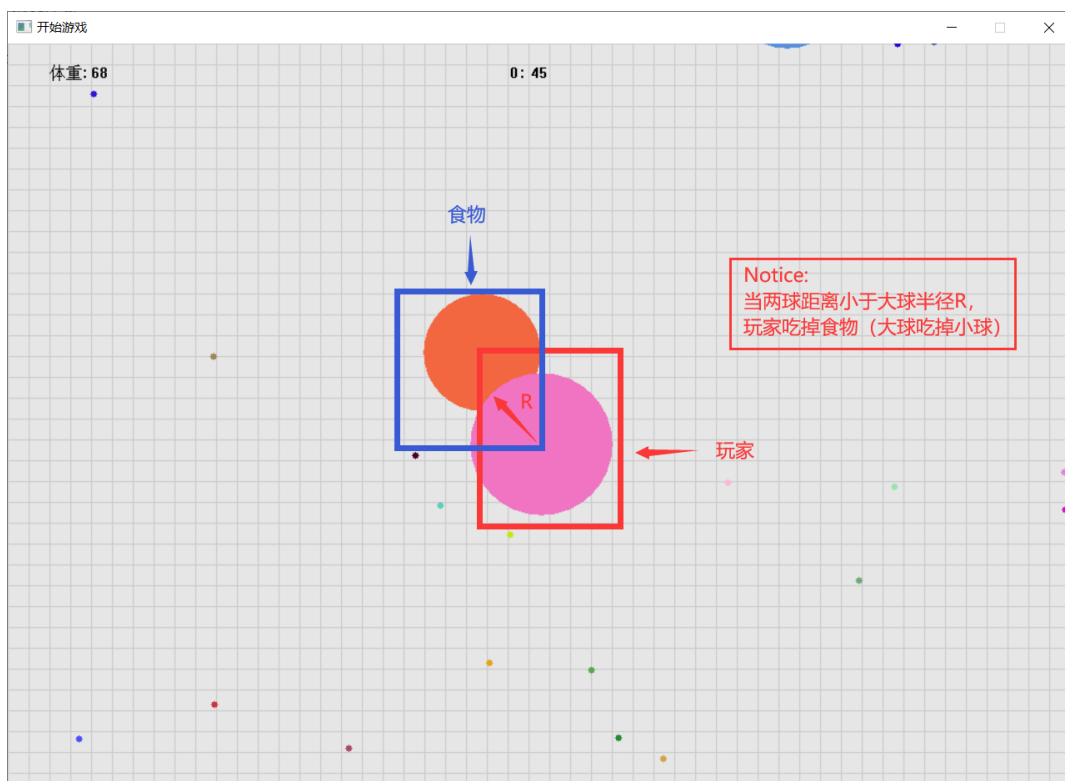 开始游戏
体重:68
0: 45
食物
Notice:
当两球距离小于大球半径R,
玩家吃掉食物（大球吃掉小球）
R
玩家